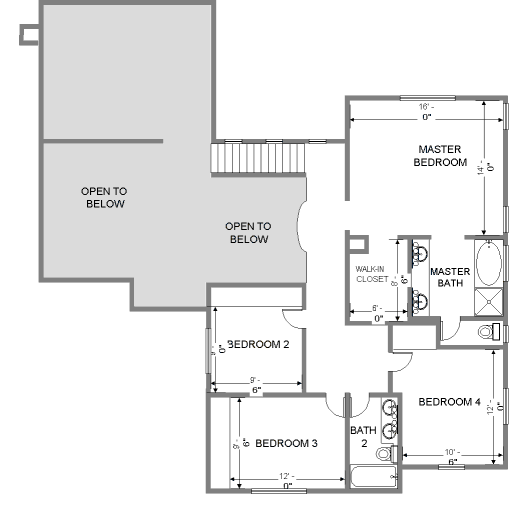 16' -
0"
MASTER
BEDROOM
14' -
0"
OPEN TO
BELOW
OPEN TO
BELOW
WALK-IN
CLOSET
8' -
6"
6' -
0"
MASTER
BATH
BEDROOM 2
0"
9' -
6"
BEDROOM 4
12' -
0"
10' -
6"
BEDROOM 3
9' -
6"
12' -
0"
BATH
2